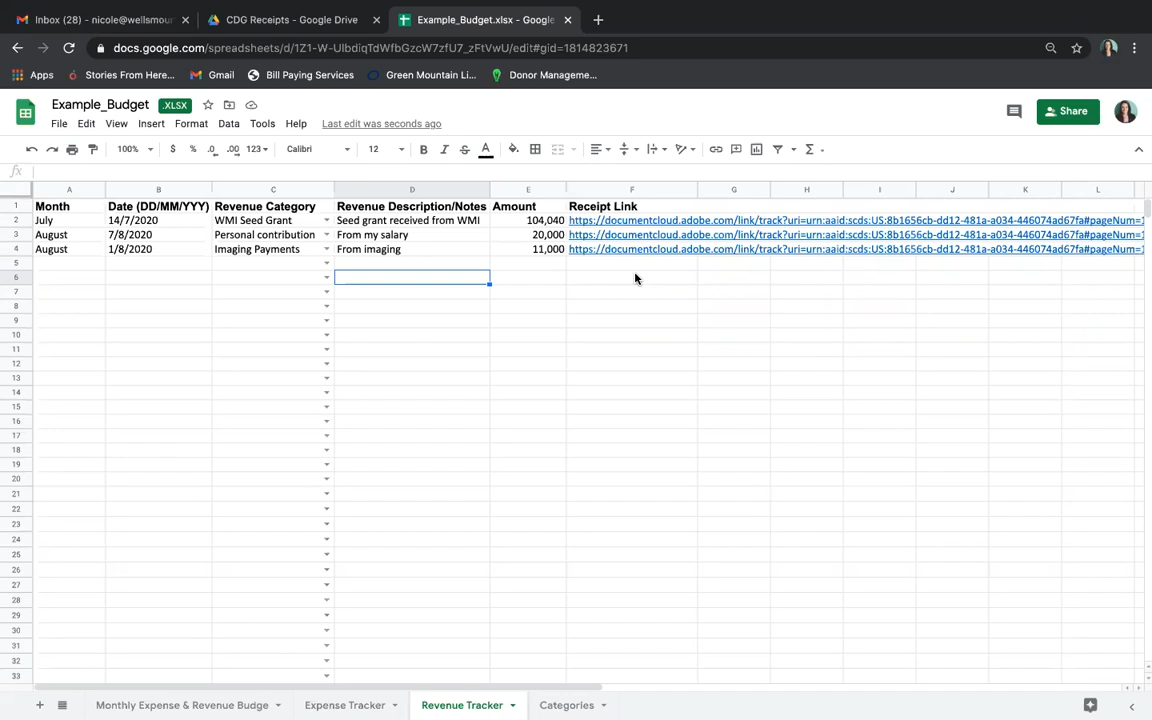 Inbox (28) - nicole@wellsmou
CDG Receipts - Google Drive
Example_Budget.xlsx - Google
docs.google.com/spreadsheets/d/1Z1-W-UlbdiqTdWfbGzcW7zfU7_zFtVwU/edit#gid=1814823671
Apps
Stories From Here...
Gmail
Bill Paying Services
Green Mountain Li...
Donor Manageme...
Example_Budget .XLSX
Share
File Edit View Insert Format Data Tools Help Last edit was seconds ago
100% $ % .0 .00 123 Calibri 12 B I S A
fx
A B C D E F G H I J K L
1 Month Date (DD/MM/YYY) Revenue Category Revenue Description/Notes Amount Receipt Link
2 July 14/7/2020 WMI Seed Grant Seed grant received from WMI 104,040 https://documentcloud.adobe.com/link/track?uri=urn:aaid:scds:US:8b1656cb-dd12-481a-a034-446074ad67fa#pageNum=1
3 August 7/8/2020 Personal contribution From my salary 20,000 https://documentcloud.adobe.com/link/track?uri=urn:aaid:scds:US:8b1656cb-dd12-481a-a034-446074ad67fa#pageNum=1
4 August 1/8/2020 Imaging Payments From imaging 11,000 https://documentcloud.adobe.com/link/track?uri=urn:aaid:scds:US:8b1656cb-dd12-481a-a034-446074ad67fa#pageNum=1
5
6
7
8
9
10
11
12
13
14
15
16
17
18
19
20
21
22
23
24
25
26
27
28
29
30
31
32
33
Monthly Expense & Revenue Budget
Expense Tracker
Revenue Tracker
Categories